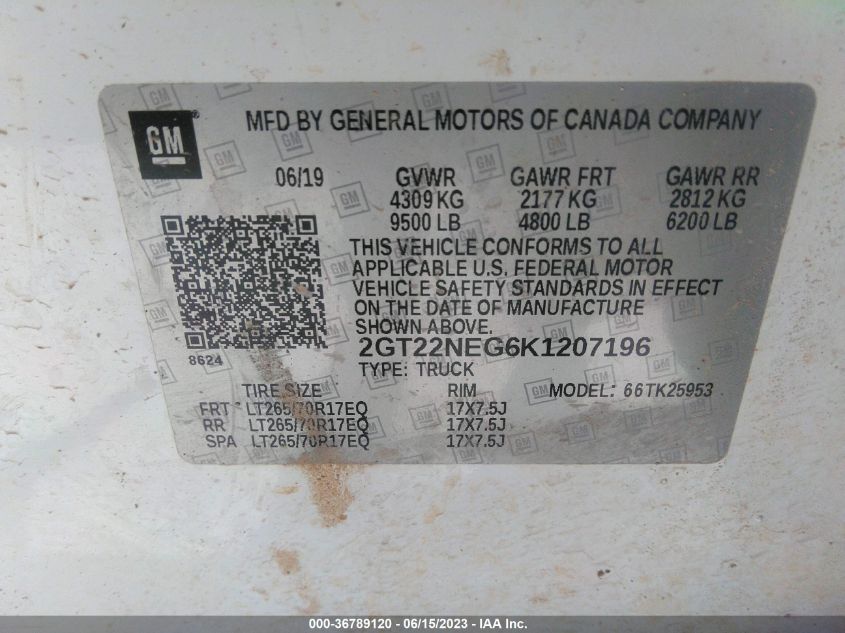 GM
MFD BY GENERAL MOTORS OF CANADA COMPANY
06/19 GVWR GAWR FRT GAWR RR
4309 KG 2177 KG 2812 KG
9500 LB 4800 LB 6200 LB
THIS VEHICLE CONFORMS TO ALL
APPLICABLE U.S. FEDERAL MOTOR
VEHICLE SAFETY STANDARDS IN EFFECT
ON THE DATE OF MANUFACTURE
SHOWN ABOVE.
8624
2GT22NEG6K1207196
TYPE: TRUCK
TIRE SIZE RIM MODEL: 66TK25953
FRT LT265/70R17EQ 17X7.5J
RR LT265/70R17EQ 17X7.5J
SPA LT265/70R17EQ 17X7.5J
000-36789120 - 06/15/2023 - IAA Inc.